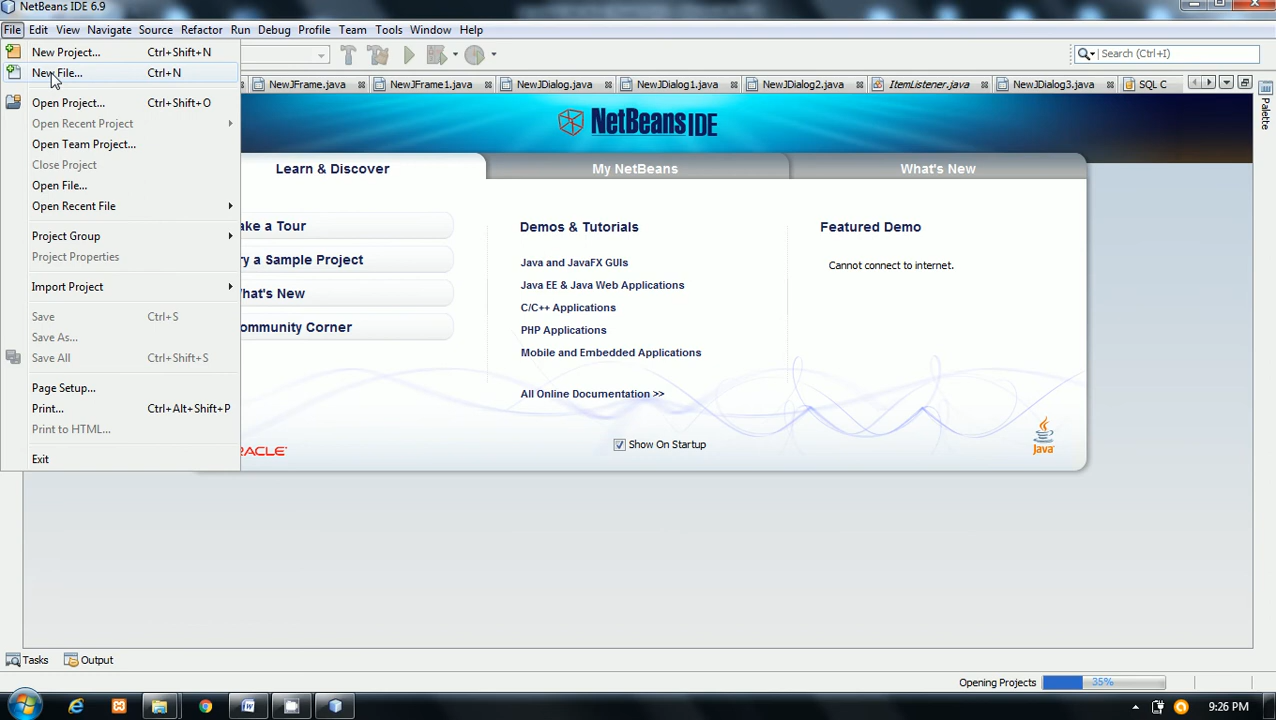 NetBeans IDE 6.9
File Edit View Navigate Source Refactor Run Debug Profile Team Tools Window Help
New Project... Ctrl+Shift+N
Search (Ctrl+I)
New File... Ctrl+N
NewJFrame.java NewJFrame1.java NewJDialog.java NewJDialog1.java NewJDialog2.java ItemListener.java NewJDialog3.java SQL C
Palette
Open Project... Ctrl+Shift+O
Open Recent Project
Open Team Project...
Close Project
Open File...
Open Recent File
Project Group
Project Properties
Import Project
Save Ctrl+S
Save As...
Save All Ctrl+Shift+S
Page Setup...
Print... Ctrl+Alt+Shift+P
Print to HTML...
Exit
NetBeans IDE
Learn & Discover My NetBeans What's New
ake a Tour
ry a Sample Project
hat's New
ommunity Corner
Demos & Tutorials
Java and JavaFX GUIs
Java EE & Java Web Applications
C/C++ Applications
PHP Applications
Mobile and Embedded Applications
All Online Documentation >>
Featured Demo
Cannot connect to internet.
Show On Startup
ACLE
Java
Tasks Output
Opening Projects 35%
9:26 PM